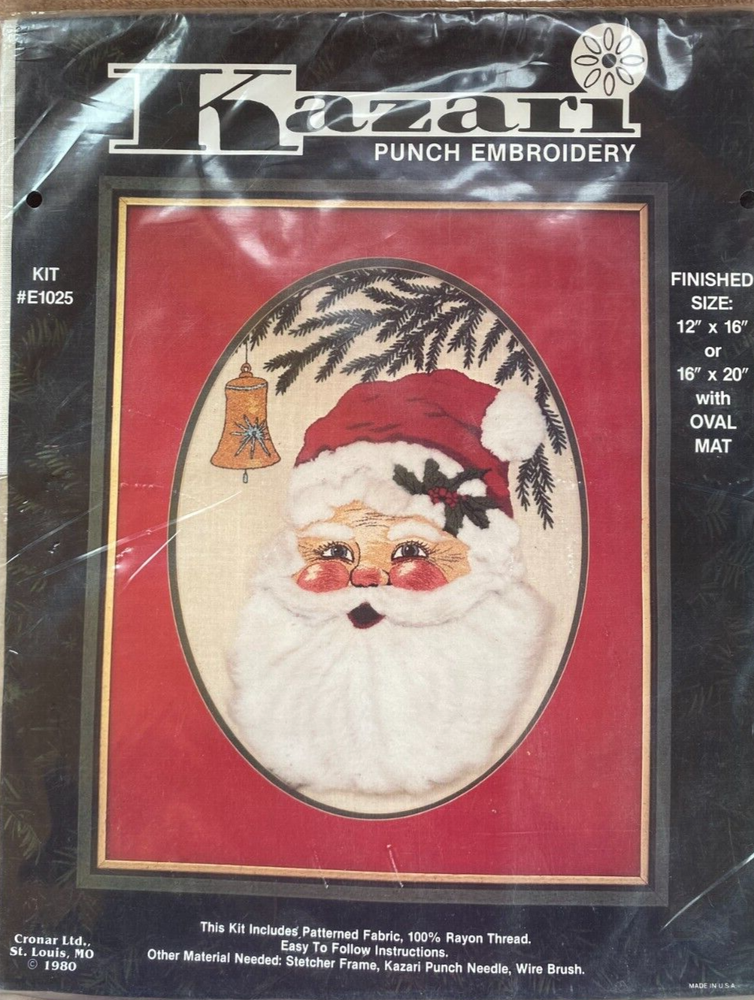 Kazari
PUNCH EMBROIDERY
KIT
#E1025
FINISHED
SIZE:
12" x 16"
or
16" x 20"
with
OVAL
MAT
This Kit Includes Patterned Fabric, 100% Rayon Thread.
Easy To Follow Instructions.
Other Material Needed: Stetcher Frame, Kazari Punch Needle, Wire Brush.
Cronar Ltd.,
St. Louis, MO
© 1980
MADE IN U.S.A.